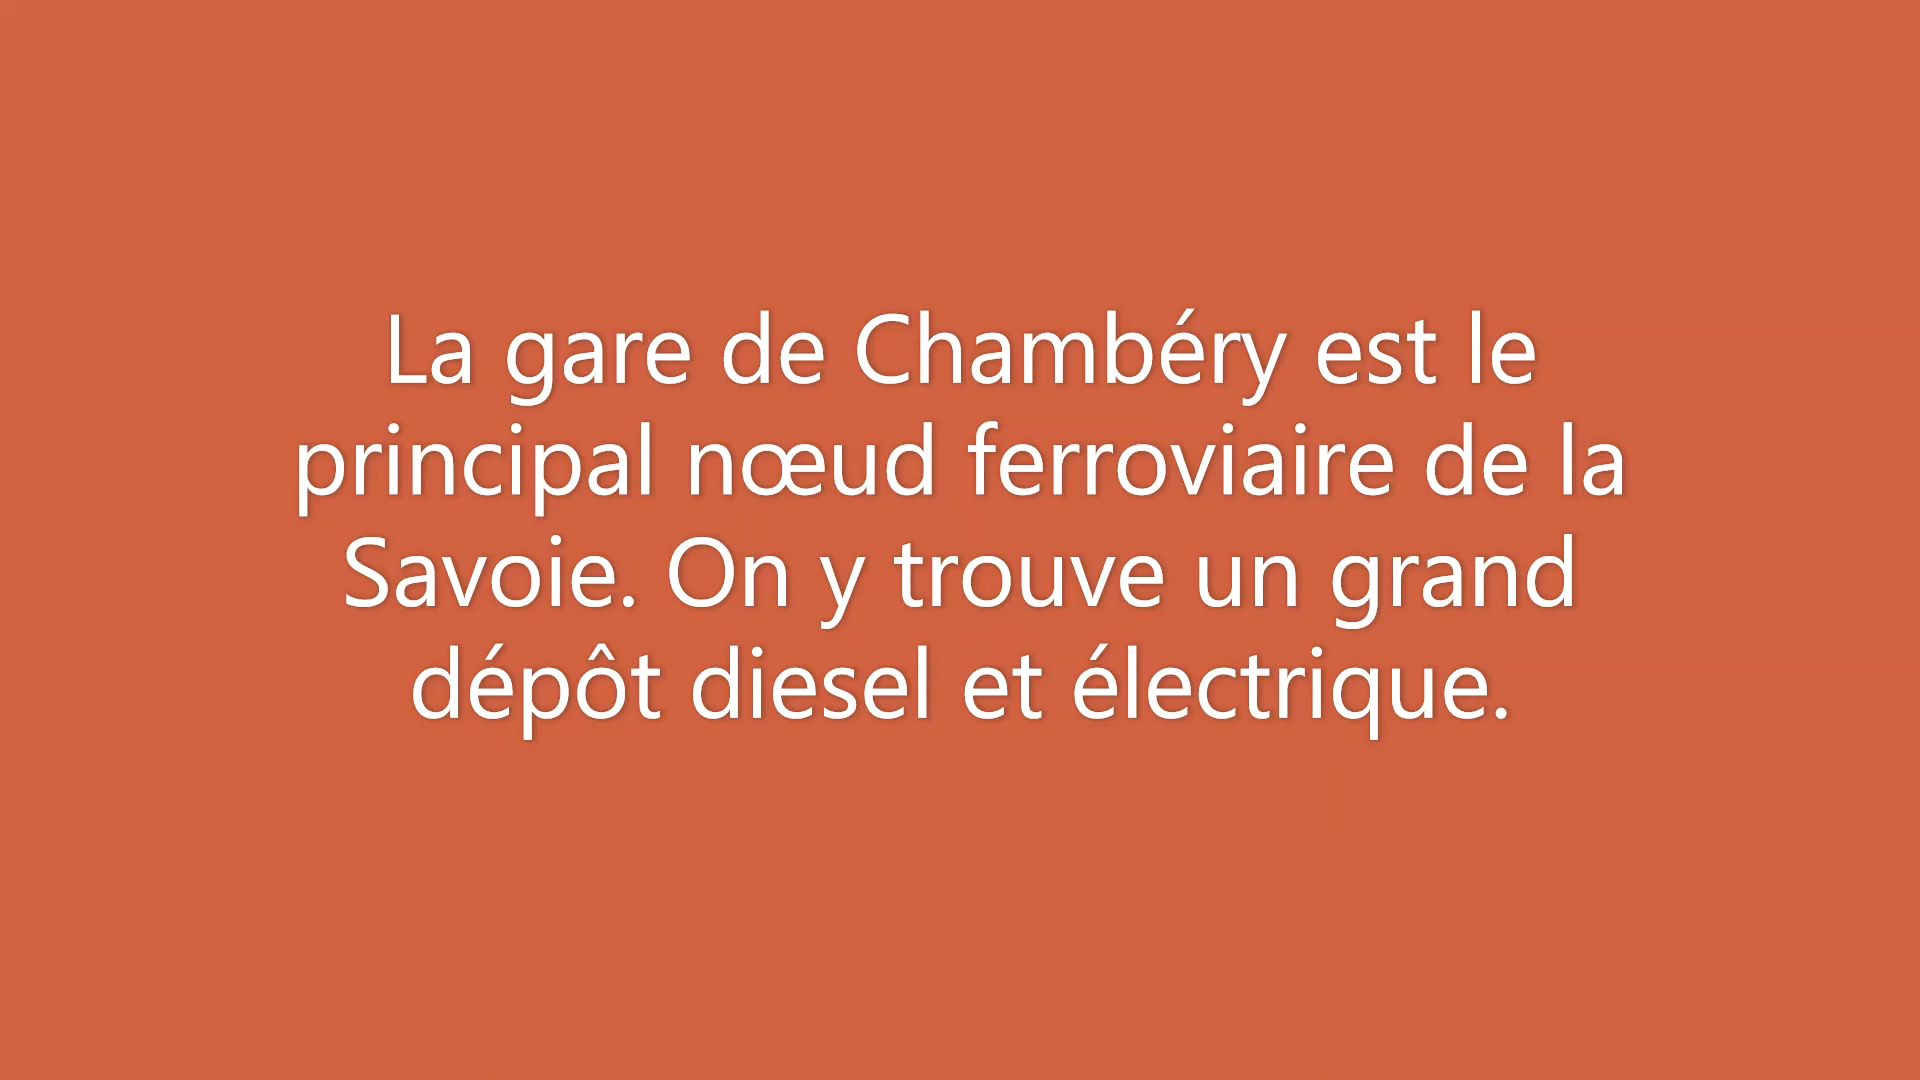 La gare de Chambéry est le
principal nœud ferroviaire de la
Savoie. On y trouve un grand
dépôt diesel et électrique.